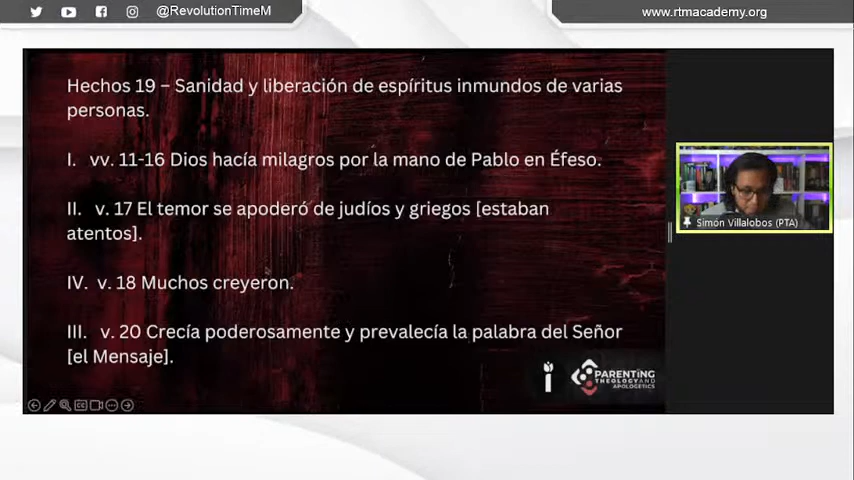 @RevolutionTimeM
www.rtmacademy.org
Hechos 19 – Sanidad y liberación de espíritus inmundos de varias
personas.
I. vv. 11-16 Dios hacía milagros por la mano de Pablo en Éfeso.
II. v. 17 El temor se apoderó de judíos y griegos [estaban
atentos].
IV. v. 18 Muchos creyeron.
III. v. 20 Crecía poderosamente y prevalecía la palabra del Señor
[el Mensaje].
Simón Villalobos (PTA)
PARENTING
THEOLOGY AND
APOLOGETICS
CC